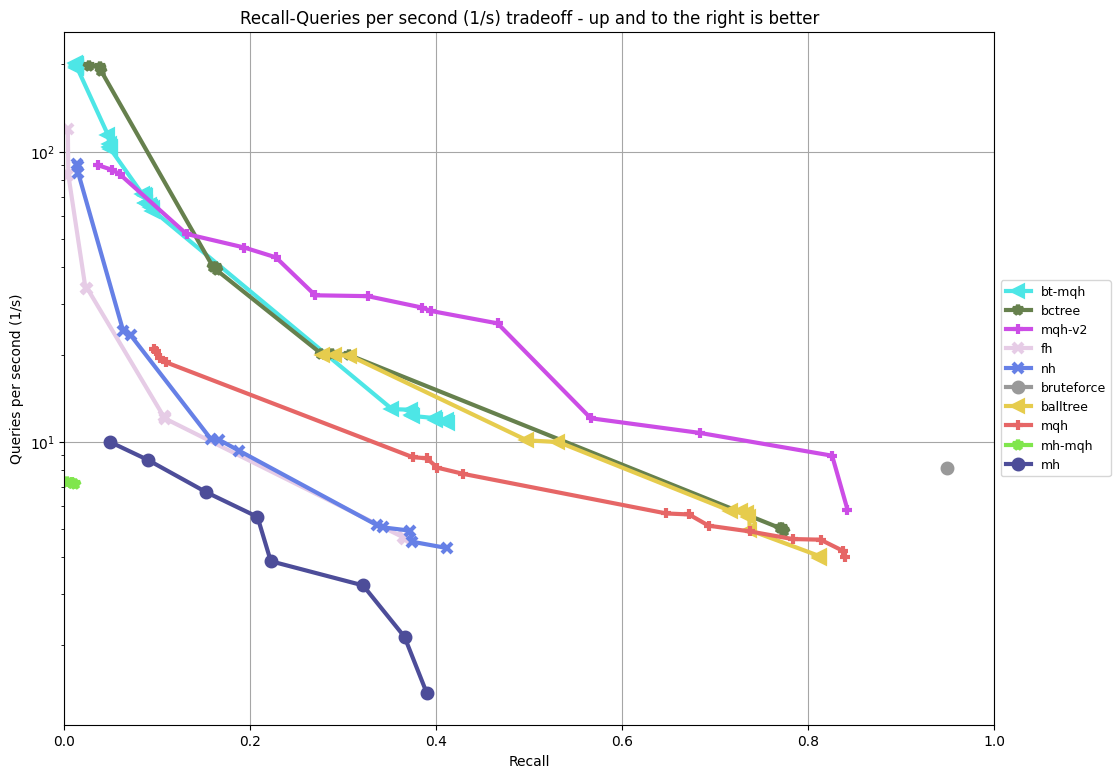 Recall-Queries per second (1/s) tradeoff - up and to the right is better
Queries per second (1/s)
10²
10¹
0.0 0.2 0.4 0.6 0.8 1.0
Recall
bt-mqh
bctree
mqh-v2
fh
nh
bruteforce
balltree
mqh
mh-mqh
mh